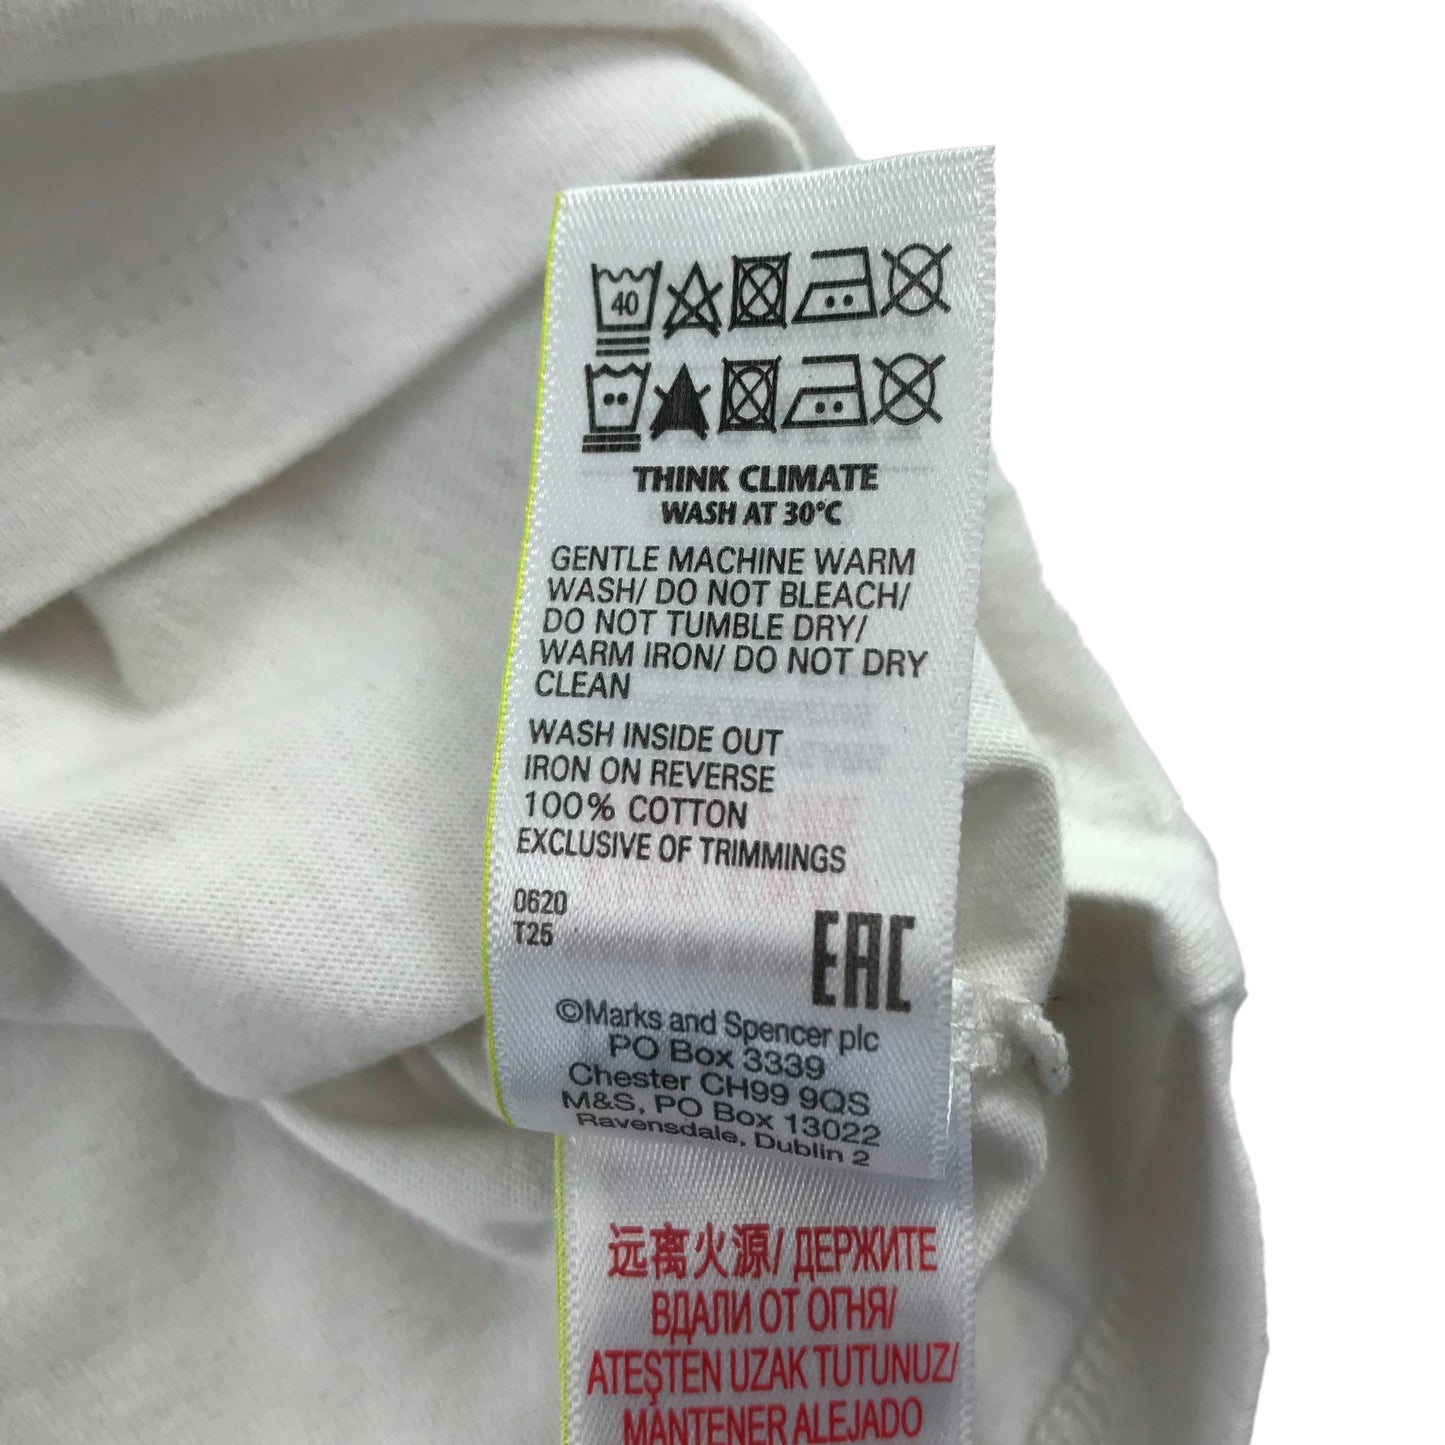 40
THINK CLIMATE
WASH AT 30°C
GENTLE MACHINE WARM
WASH/ DO NOT BLEACH/
DO NOT TUMBLE DRY/
WARM IRON/ DO NOT DRY
CLEAN
WASH INSIDE OUT
IRON ON REVERSE
100% COTTON
EXCLUSIVE OF TRIMMINGS
0620
T25
EAC
©Marks and Spencer plc
PO Box 3339
Chester CH99 9QS
M&S, PO Box 13022
Ravensdale, Dublin 2
远离火源/ ДЕРЖИТЕ
ВДАЛИ ОТ ОГНЯ/
ATEŞTEN UZAK TUTUNUZ/
MANTENER ALEJADO